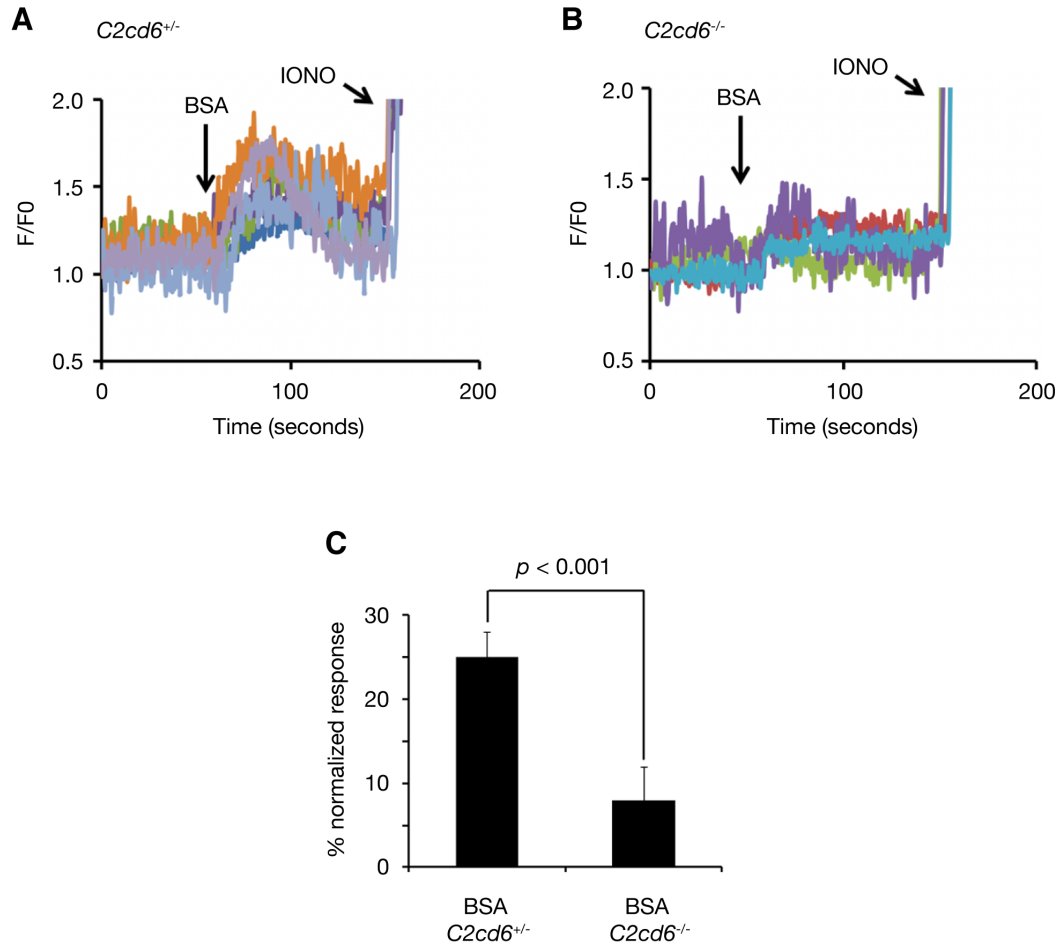 A
C2cd6+/-
IONO
BSA
2.0
1.5
1.0
0.5
F/F0
0
100
200
Time (seconds)
B
C2cd6-/-
IONO
BSA
2.0
1.5
1.0
0.5
F/F0
0
100
200
Time (seconds)
C
p < 0.001
30
20
10
0
% normalized response
BSA
C2cd6+/-
BSA
C2cd6-/-